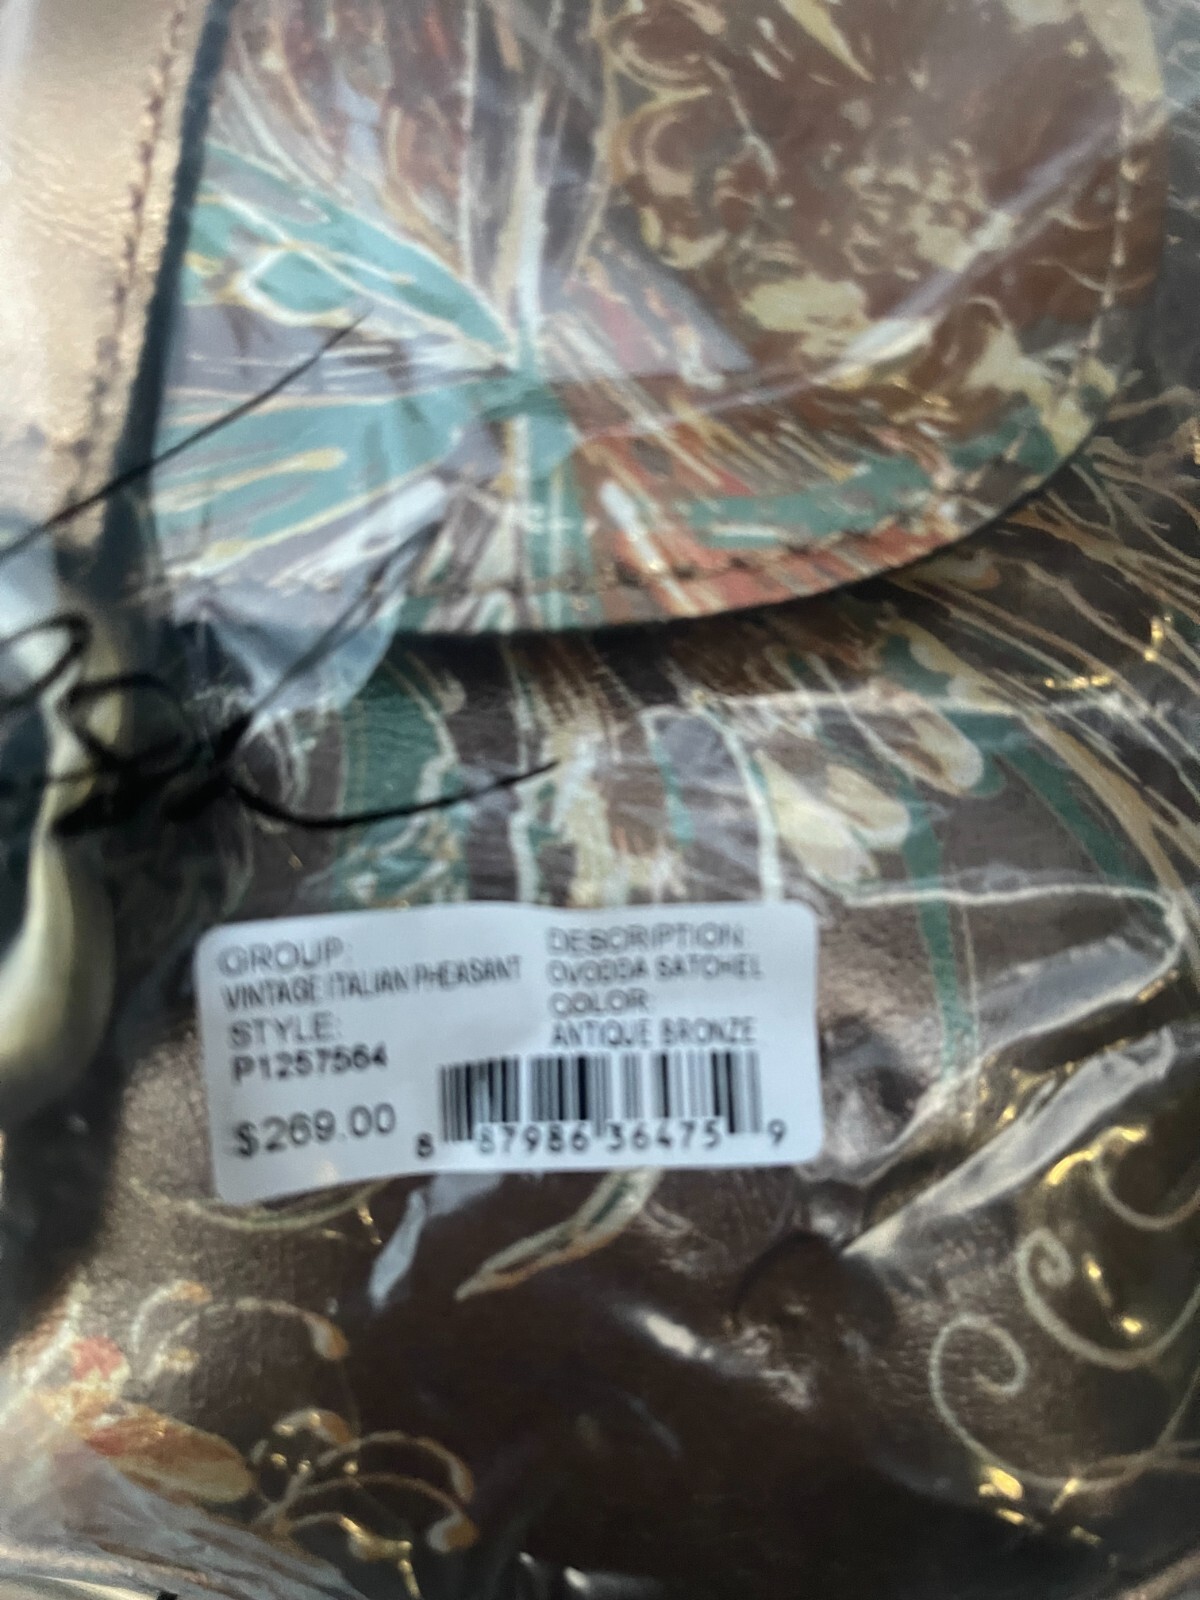 GROUP:
VINTAGE ITALIAN PHEASANT
STYLE:
P1257564
$269.00
DESCRIPTION:
OVODDA SATCHEL
COLOR:
ANTIQUE BRONZE
8 87986 36475 9